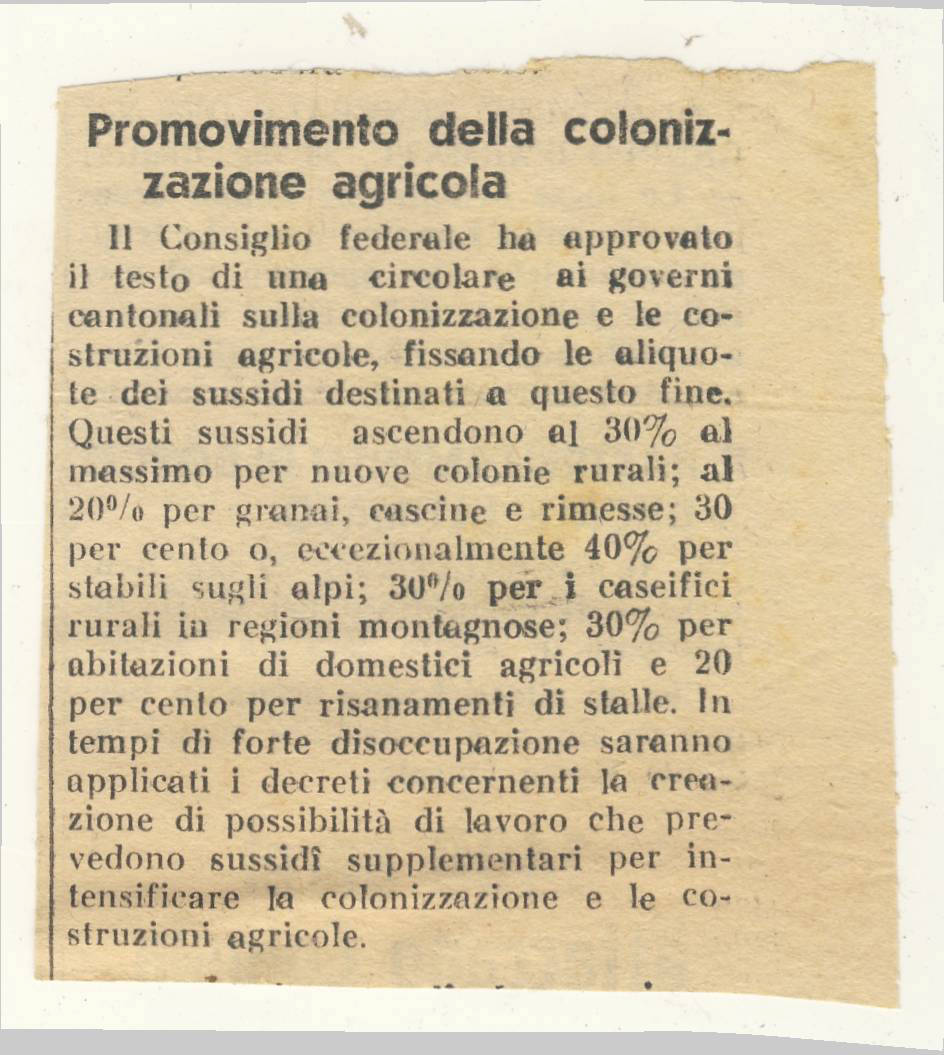 Promovimento della coloniz-
zazione agricola
Il Consiglio federale ha approvato
il testo di una circolare ai governi
cantonali sulla colonizzazione e le co-
struzioni agricole, fissando le aliquo-
te dei sussidi destinati a questo fine.
Questi sussidi ascendono al 30% al
massimo per nuove colonie rurali; al
20% per granai, cascine e rimesse; 30
per cento o, eccezionalmente 40% per
stabili sugli alpi; 30% per i caseifici
rurali in regioni montagnose; 30% per
abitazioni di domestici agricoli e 20
per cento per risanamenti di stalle. In
tempi di forte disoccupazione saranno
applicati i decreti concernenti la crea-
zione di possibilità di lavoro che pre-
vedono sussidî supplementari per in-
tensificare la colonizzazione e le co-
struzioni agricole.